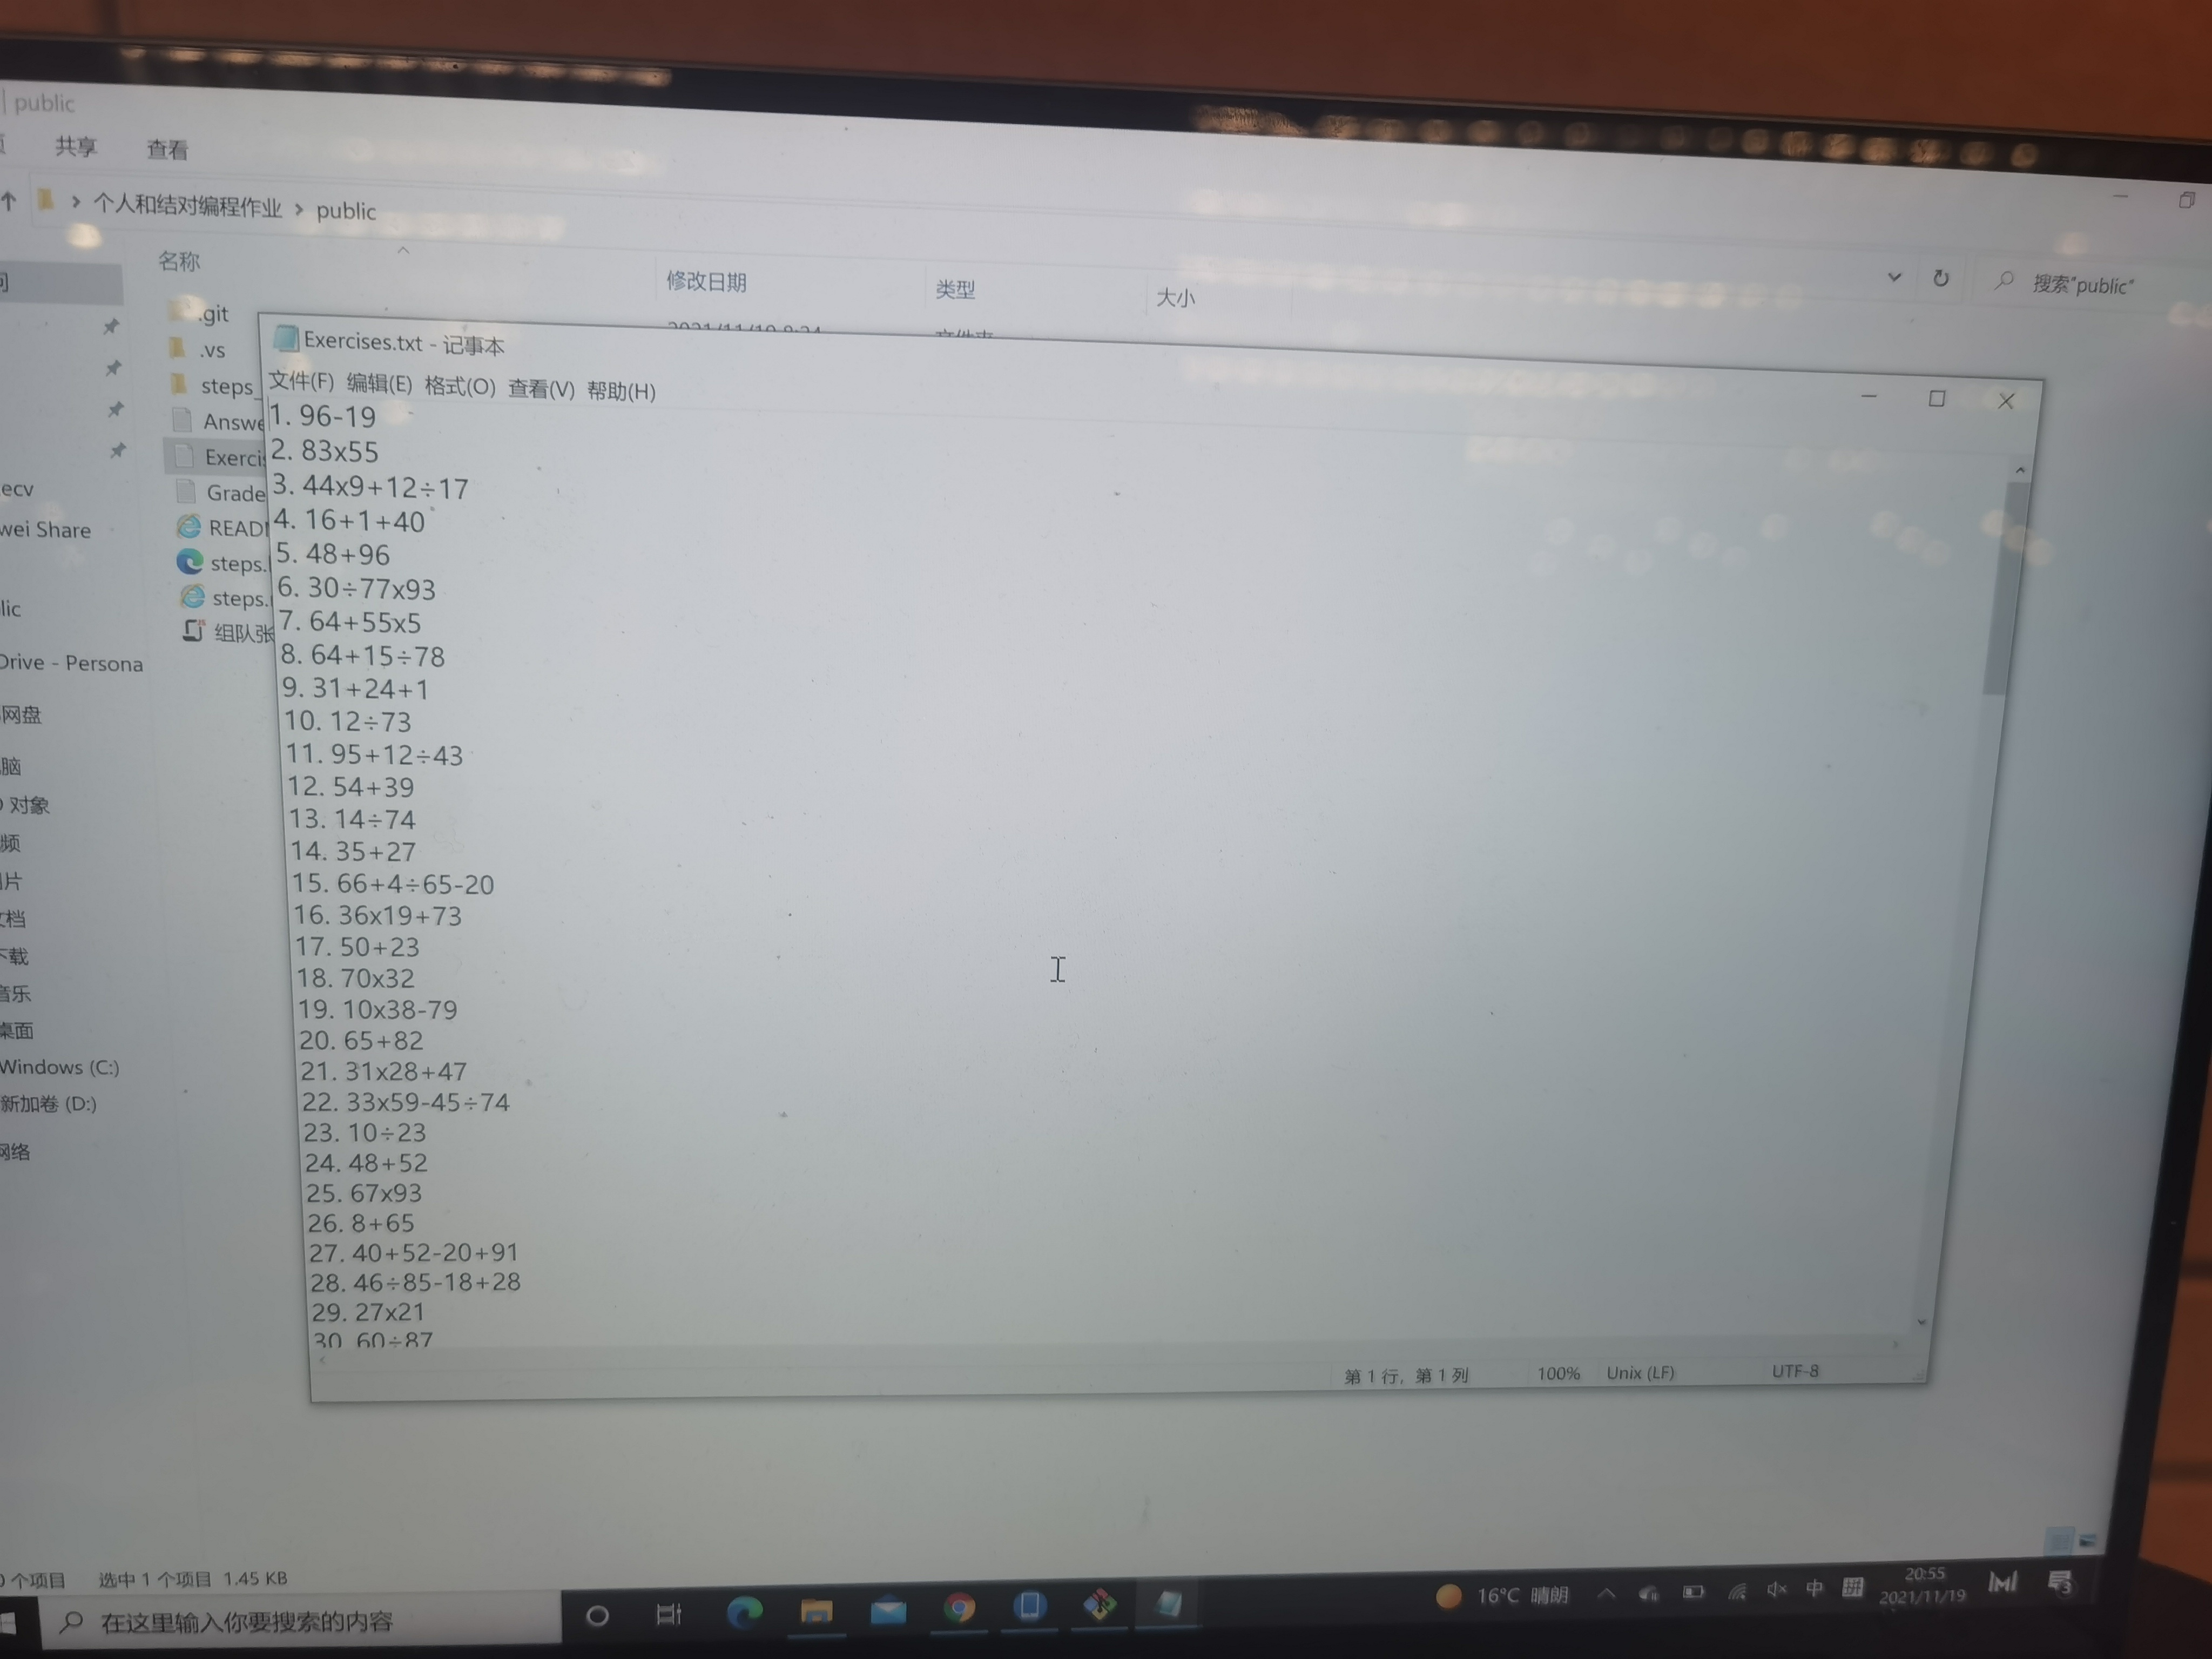 public
共享 查看
个人和结对编程作业 > public
搜索"public"
名称 修改日期 类型 大小
.git
.vs
steps_
Answe
Exerci
Grade
READ
steps.
steps.
组队张
ecv
wei Share
lic
Drive - Persona
网盘
脑
对象
频
片
文档
下载
音乐
桌面
Windows (C:)
新加卷 (D:)
网络
Exercises.txt - 记事本
文件(F) 编辑(E) 格式(O) 查看(V) 帮助(H)
1. 96-19
2. 83x55
3. 44x9+12÷17
4. 16+1+40
5. 48+96
6. 30÷77x93
7. 64+55x5
8. 64+15÷78
9. 31+24+1
10. 12÷73
11. 95+12÷43
12. 54+39
13. 14÷74
14. 35+27
15. 66+4÷65-20
16. 36x19+73
17. 50+23
18. 70x32
19. 10x38-79
20. 65+82
21. 31x28+47
22. 33x59-45÷74
23. 10÷23
24. 48+52
25. 67x93
26. 8+65
27. 40+52-20+91
28. 46÷85-18+28
29. 27x21
30. 60÷87
第 1 行，第 1 列 100% Unix (LF) UTF-8
个项目 选中 1 个项目 1.45 KB
在这里输入你要搜索的内容
16°C 晴朗 中 拼 20:55
2021/11/19
3